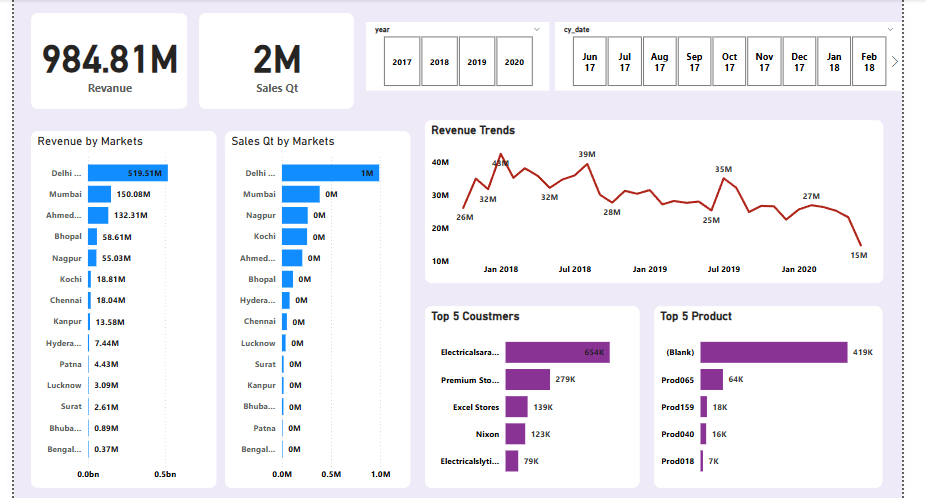 984.81M
Revanue
2M
Sales Qt
year
2017 2018 2019 2020
cy_date
Jun 17 Jul 17 Aug 17 Sep 17 Oct 17 Nov 17 Dec 17 Jan 18 Feb 18
Revenue by Markets
Delhi ... 519.51M
Mumbai 150.08M
Ahmed... 132.31M
Bhopal 58.61M
Nagpur 55.03M
Kochi 18.81M
Chennai 18.04M
Kanpur 13.58M
Hydera... 7.44M
Patna 4.43M
Lucknow 3.09M
Surat 2.61M
Bhuba... 0.89M
Bengal... 0.37M
0.0bn 0.5bn
Sales Qt by Markets
Delhi ... 1M
Mumbai 0M
Nagpur 0M
Kochi 0M
Ahmed... 0M
Bhopal 0M
Hydera... 0M
Chennai 0M
Lucknow 0M
Surat 0M
Kanpur 0M
Bhuba... 0M
Patna 0M
Bengal... 0M
0.0M 0.5M 1.0M
Revenue Trends
40M
30M
20M
10M
26M 32M 43M 32M 39M 28M 25M 35M 27M 15M
Jan 2018 Jul 2018 Jan 2019 Jul 2019 Jan 2020
Top 5 Coustmers
Electricalsara... 654K
Premium Sto... 279K
Excel Stores 139K
Nixon 123K
Electricalslyti... 79K
Top 5 Product
(Blank) 419K
Prod065 64K
Prod159 18K
Prod040 16K
Prod018 7K